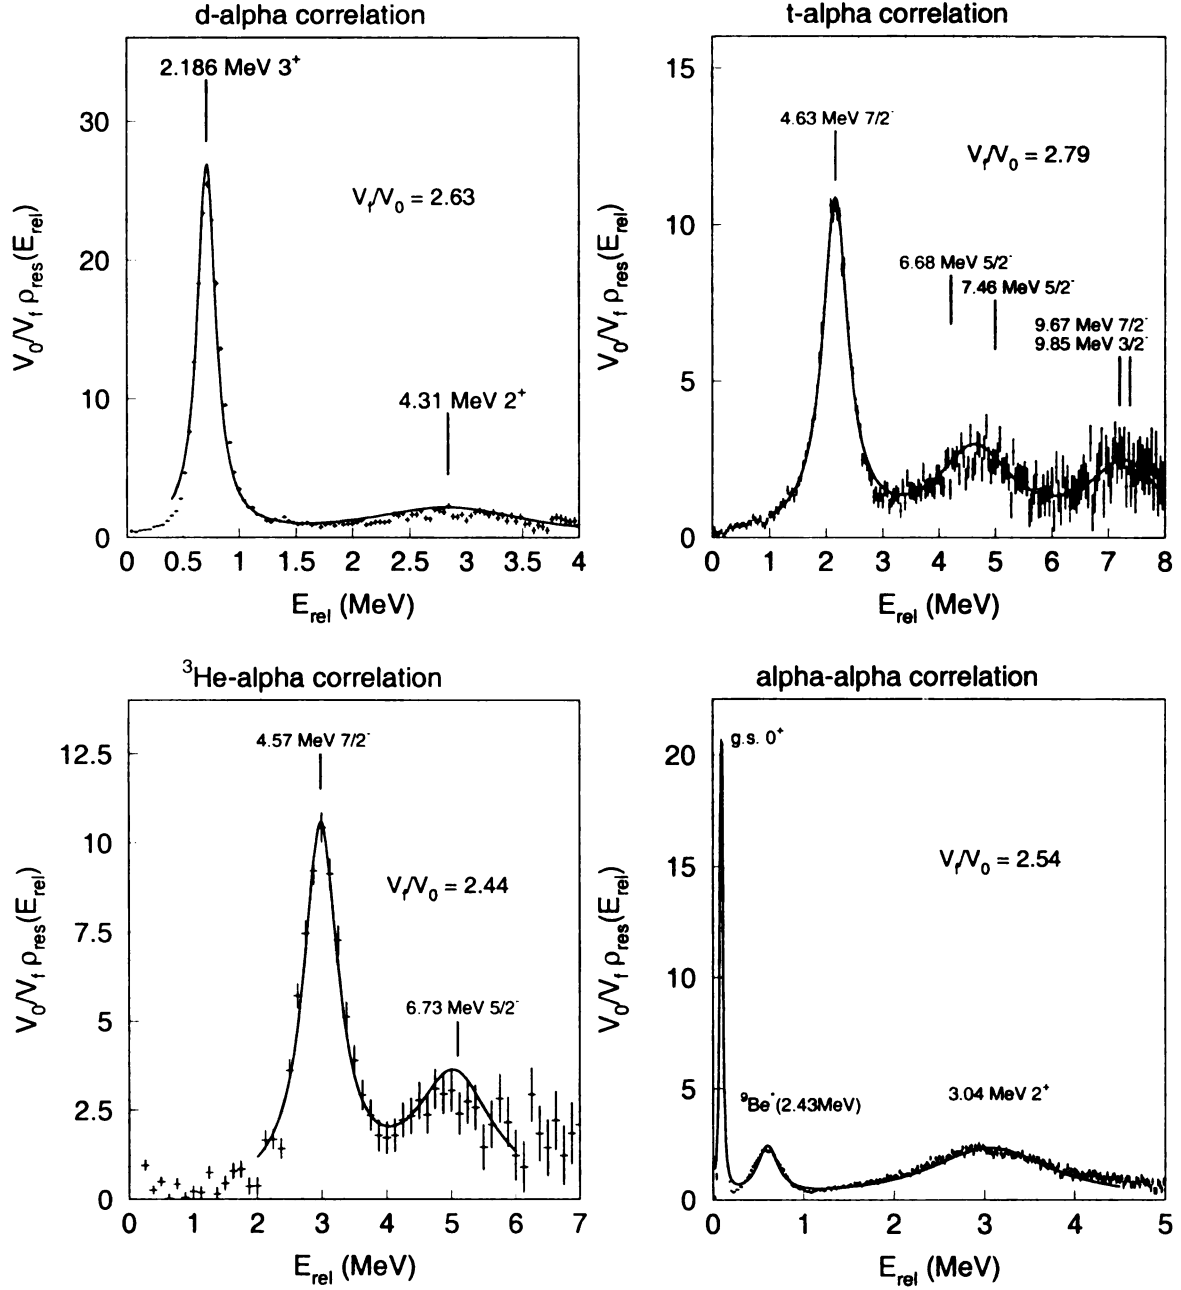 d-alpha correlation
2.186 MeV 3⁺
V_f/V_0 = 2.63
4.31 MeV 2⁺
30
20
10
0
V_0/V_f ρ_res(E_rel)
0 0.5 1 1.5 2 2.5 3 3.5 4
E_rel (MeV)
t-alpha correlation
4.63 MeV 7/2⁻
V_f/V_0 = 2.79
6.68 MeV 5/2⁻
7.46 MeV 5/2⁻
9.67 MeV 7/2⁻
9.85 MeV 3/2⁻
15
10
5
0
V_0/V_f ρ_res(E_rel)
0 1 2 3 4 5 6 7 8
E_rel (MeV)
³He-alpha correlation
4.57 MeV 7/2⁻
V_f/V_0 = 2.44
6.73 MeV 5/2⁻
12.5
10
7.5
5
2.5
0
V_0/V_f ρ_res(E_rel)
0 1 2 3 4 5 6 7
E_rel (MeV)
alpha-alpha correlation
g.s. 0⁺
V_f/V_0 = 2.54
⁹Be*(2.43MeV)
3.04 MeV 2⁺
20
15
10
5
0
V_0/V_f ρ_res(E_rel)
0 1 2 3 4 5
E_rel (MeV)